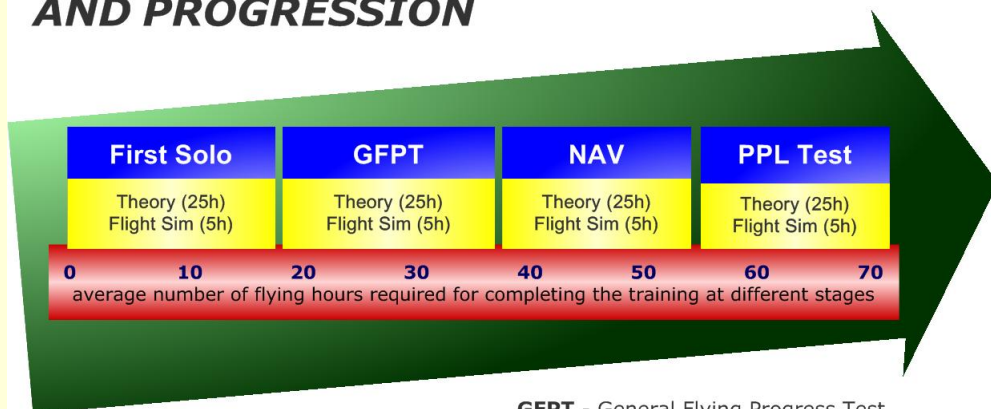 AND PROGRESSION
First Solo GFPT NAV PPL Test
Theory (25h) Theory (25h) Theory (25h) Theory (25h)
Flight Sim (5h) Flight Sim (5h) Flight Sim (5h) Flight Sim (5h)
0 10 20 30 40 50 60 70
average number of flying hours required for completing the training at different stages
GFPT - General Flying Progress Test